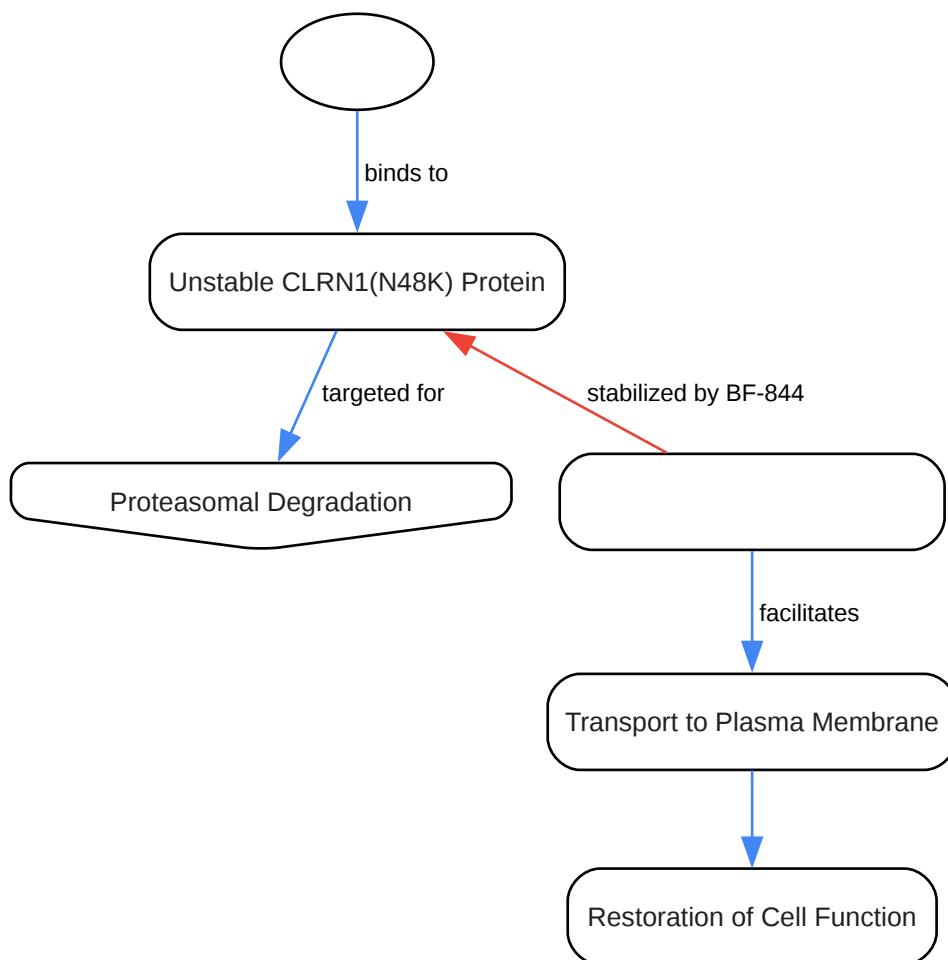 binds to
Unstable CLRN1(N48K) Protein
targeted for
stabilized by BF-844
Proteasomal Degradation
facilitates
Transport to Plasma Membrane
Restoration of Cell Function